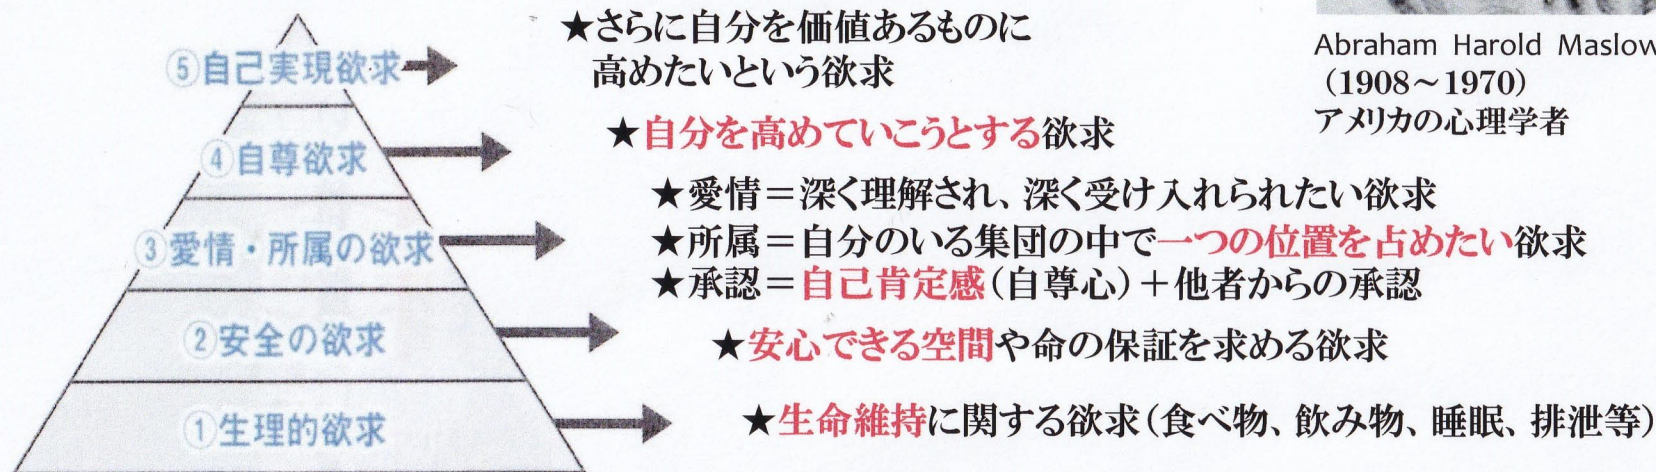 ⑤自己実現欲求
★さらに自分を価値あるものに
高めたいという欲求
Abraham Harold Maslow
(1908~1970)
アメリカの心理学者
④自尊欲求
★自分を高めていこうとする欲求
③愛情・所属の欲求
★愛情=深く理解され、深く受け入れられたい欲求
★所属=自分のいる集団の中で一つの位置を占めたい欲求
★承認=自己肯定感(自尊心)+他者からの承認
②安全の欲求
★安心できる空間や命の保証を求める欲求
①生理的欲求
★生命維持に関する欲求(食べ物、飲み物、睡眠、排泄等)